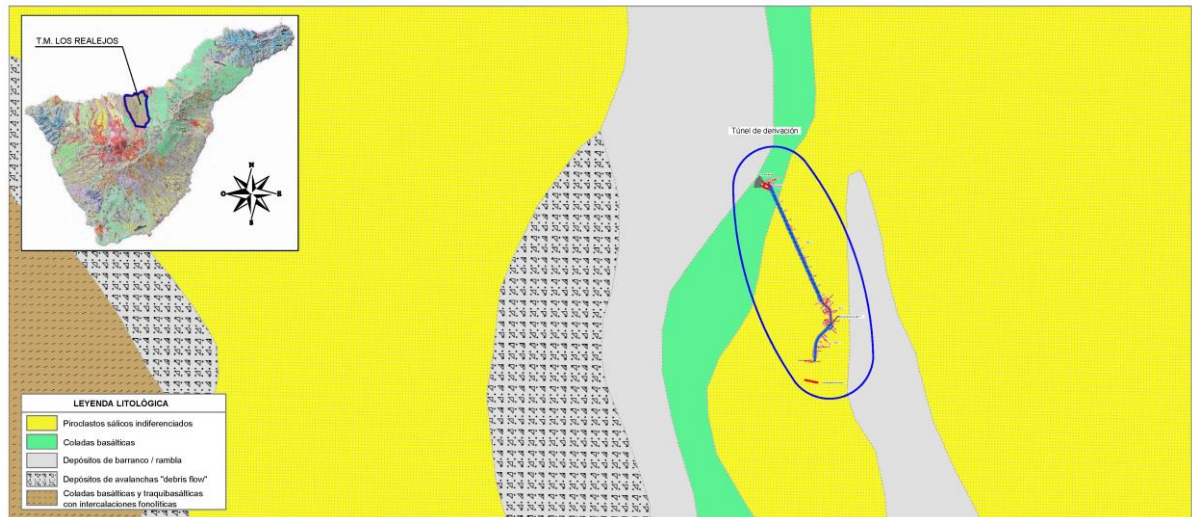 T.M. LOS REALEJOS
N
O
E
S
Túnel de derivación
LEYENDA LITOLÓGICA
Piroclastos sálicos indiferenciados
Coladas basálticas
Depósitos de barranco / rambla
Depósitos de avalanchas "debris flow"
Coladas basálticas y traquibasálticas
con intercalaciones fonolíticas